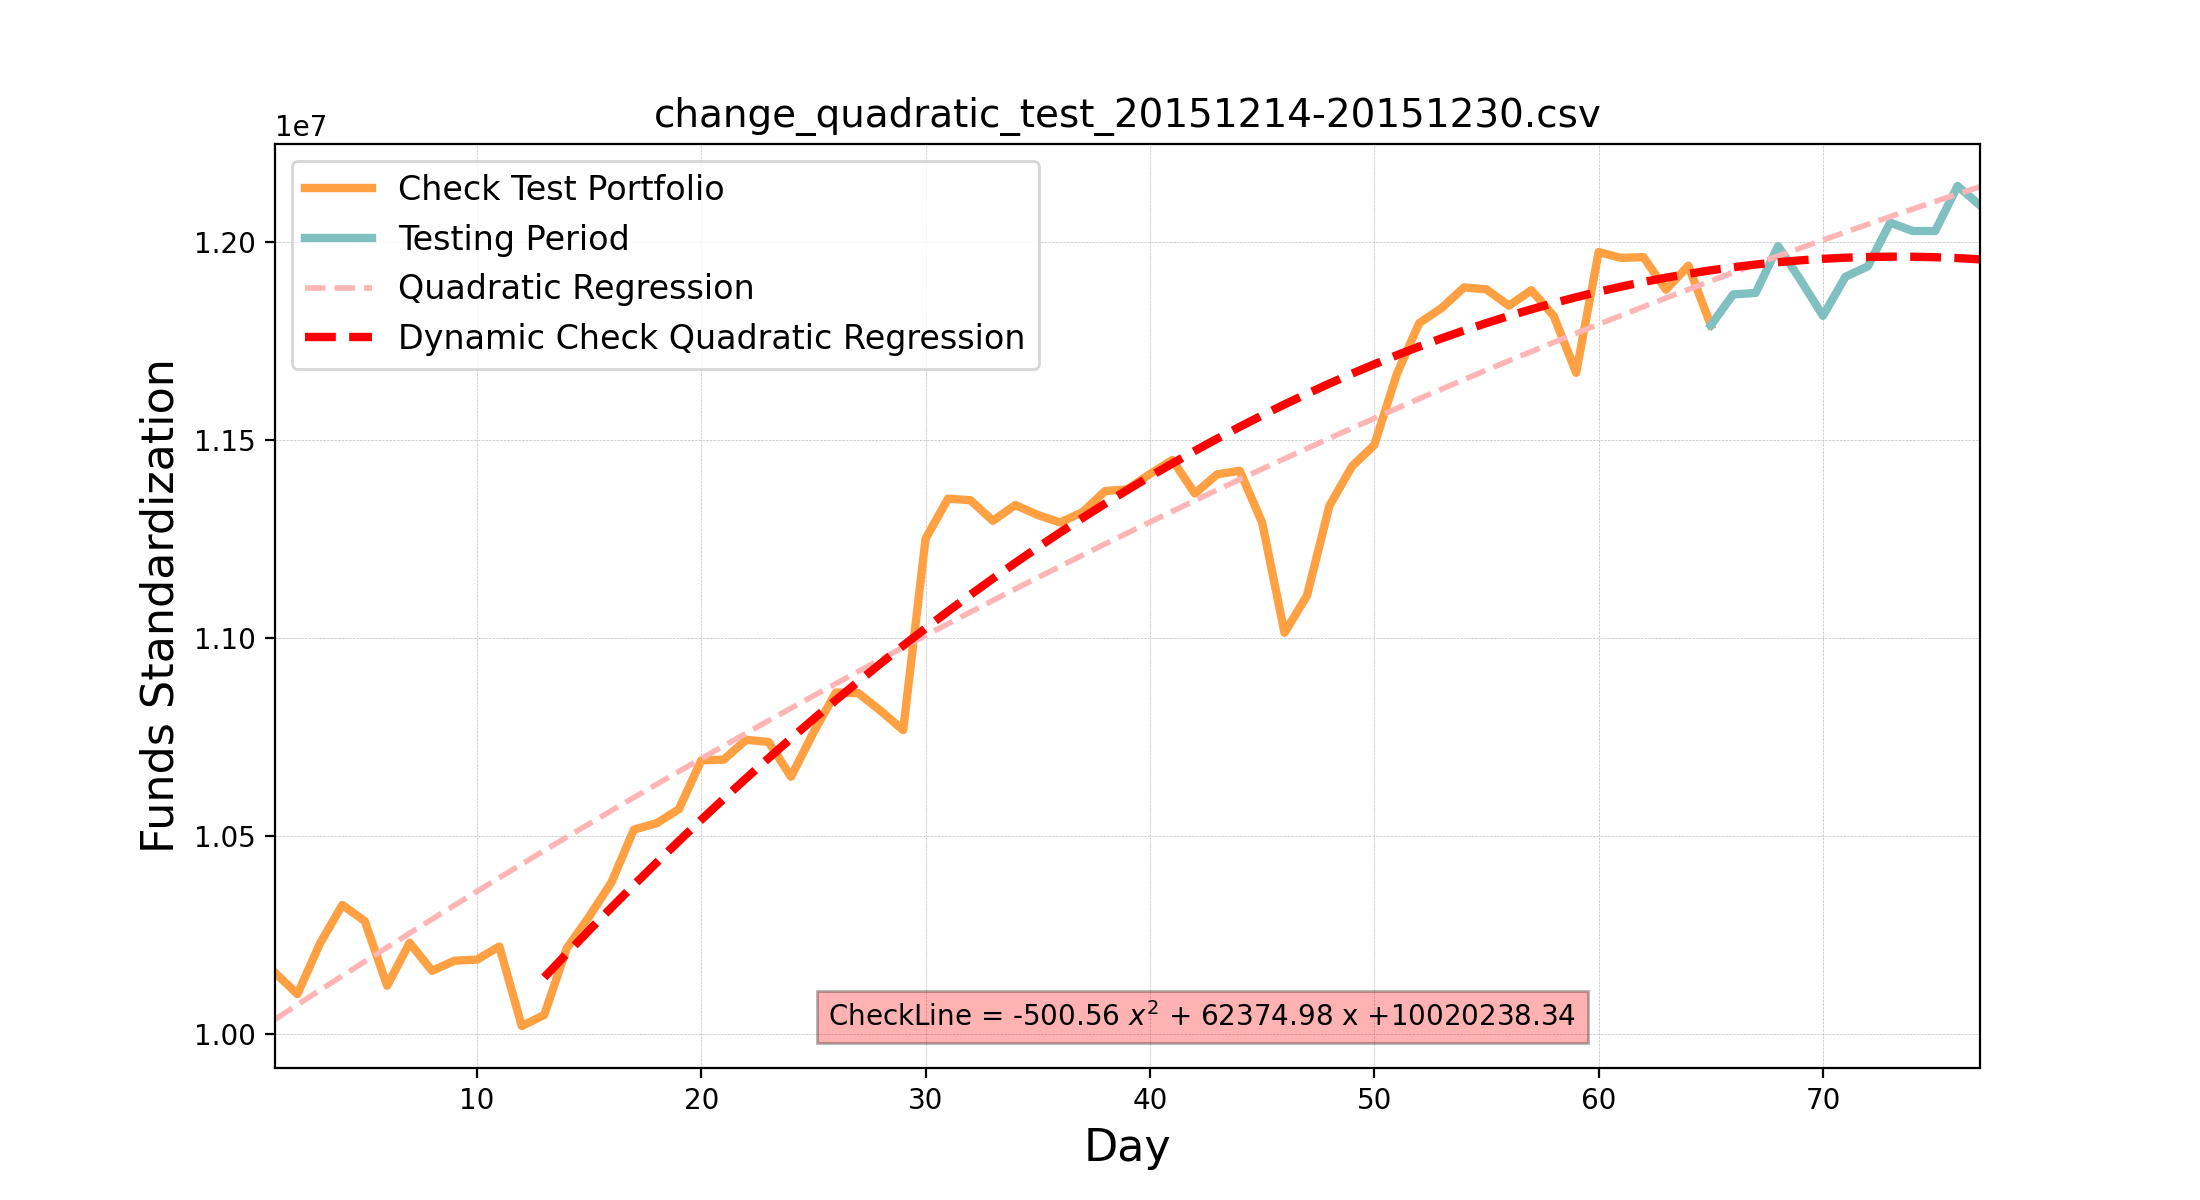 change_quadratic_test_20151214-20151230.csv
1e7
Check Test Portfolio
Testing Period
Quadratic Regression
Dynamic Check Quadratic Regression
1.20
1.15
1.10
1.05
1.00
Funds Standardization
CheckLine = -500.56 x² + 62374.98 x +10020238.34
10 20 30 40 50 60 70
Day